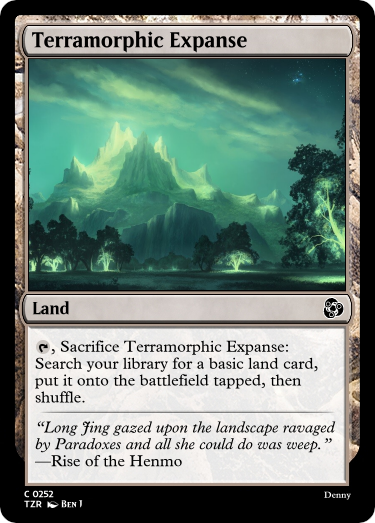 Terramorphic Expanse
Land
, Sacrifice Terramorphic Expanse:
Search your library for a basic land card,
put it onto the battlefield tapped, then
shuffle.
“Long Jing gazed upon the landscape ravaged
by Paradoxes and all she could do was weep.”
—Rise of the Henmo
C 0252
TZR Ben J
Denny